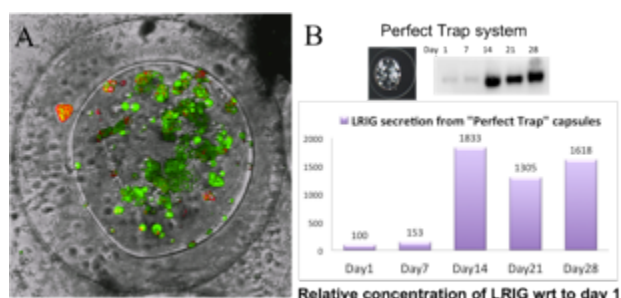 A
B
Perfect Trap system
Day 1 7 14 21 28
LRIG secretion from "Perfect Trap" capsules
2000
1500
1000
500
0
100
153
1833
1305
1618
Day1 Day7 Day14 Day21 Day28
Relative concentration of LRIG wrt to day 1